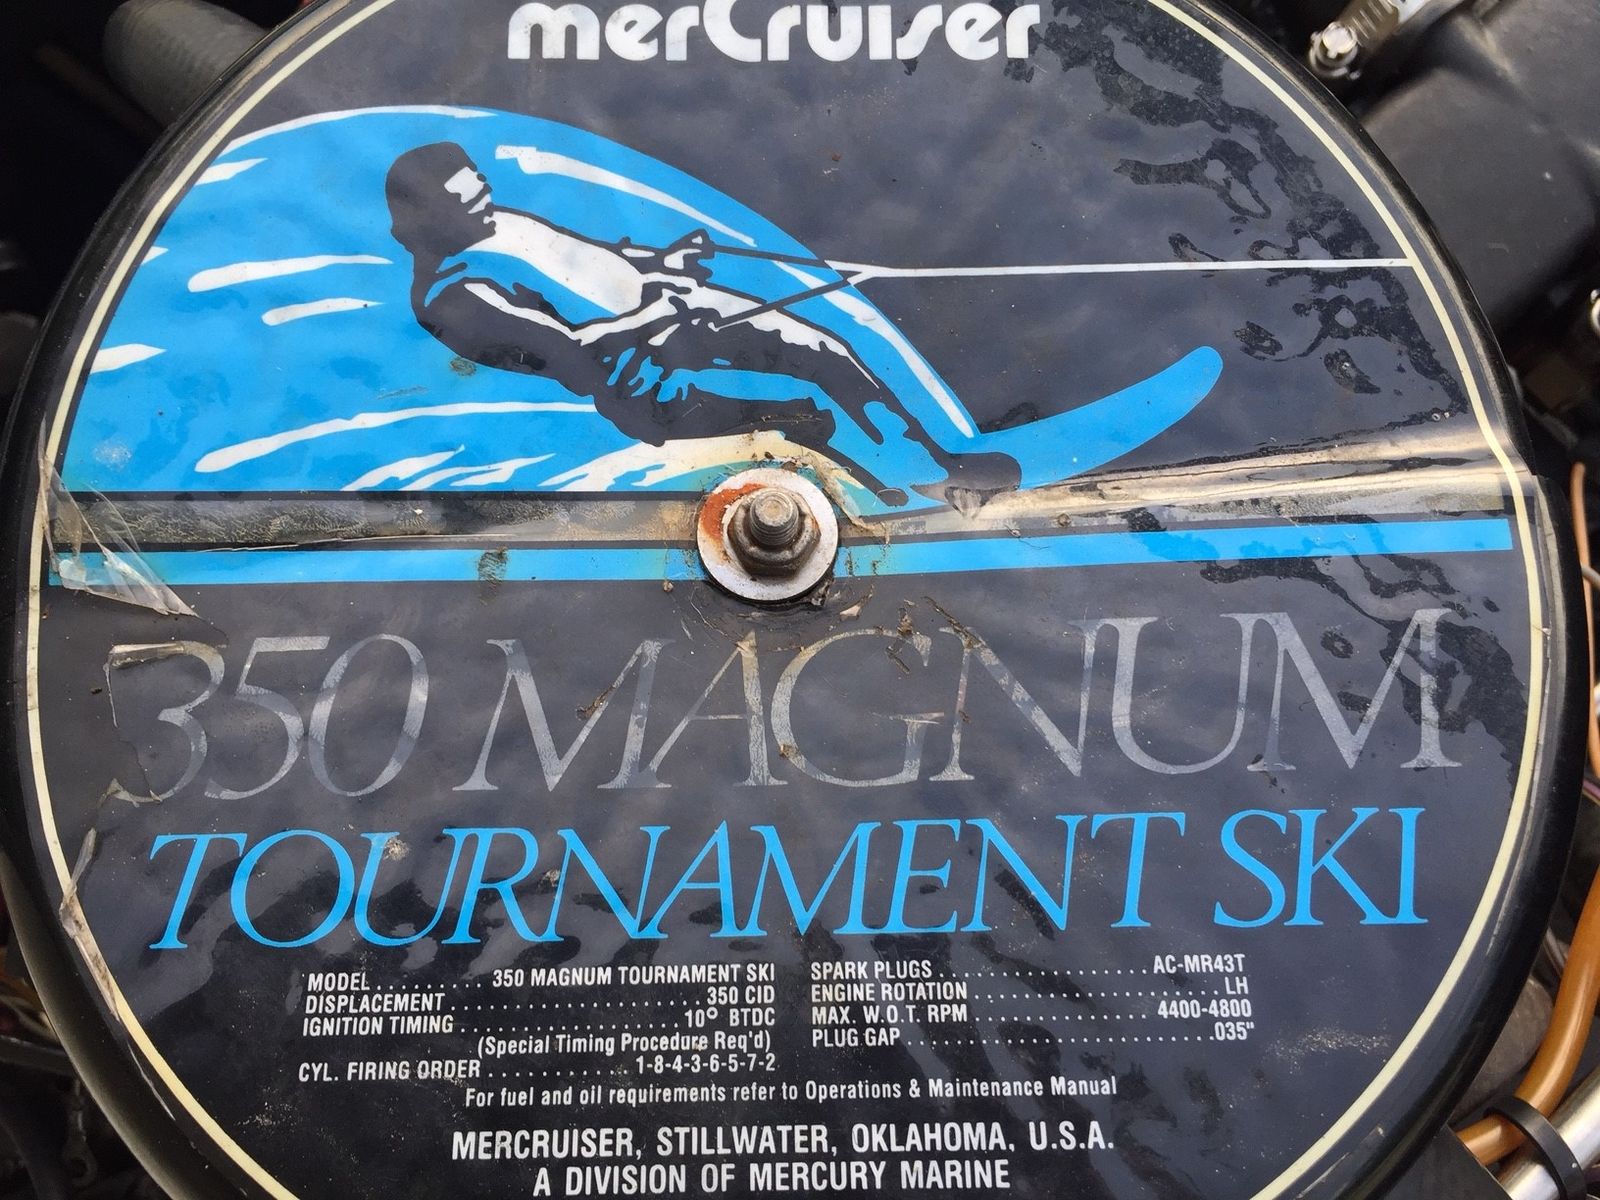 merCruiser
350 MAGNUM
TOURNAMENT SKI
MODEL.......... 350 MAGNUM TOURNAMENT SKI
DISPLACEMENT......................350 CID
IGNITION TIMING....................10° BTDC
(Special Timing Procedure Req'd)
CYL. FIRING ORDER...........1-8-4-3-6-5-7-2
SPARK PLUGS.................... AC-MR43T
ENGINE ROTATION....................LH
MAX. W.O.T. RPM................ 4400-4800
PLUG GAP...........................035"
For fuel and oil requirements refer to Operations & Maintenance Manual
MERCRUISER, STILLWATER, OKLAHOMA, U.S.A.
A DIVISION OF MERCURY MARINE